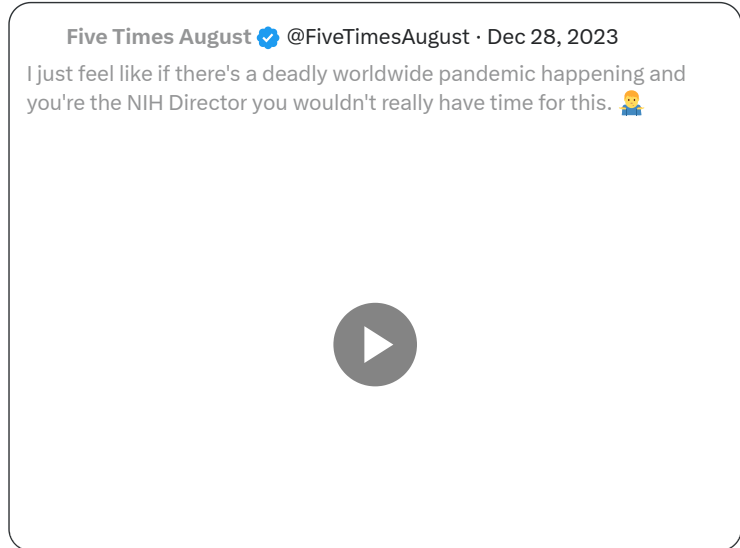 Five Times August @FiveTimesAugust · Dec 28, 2023
I just feel like if there's a deadly worldwide pandemic happening and
you're the NIH Director you wouldn't really have time for this. 🤷‍♂️